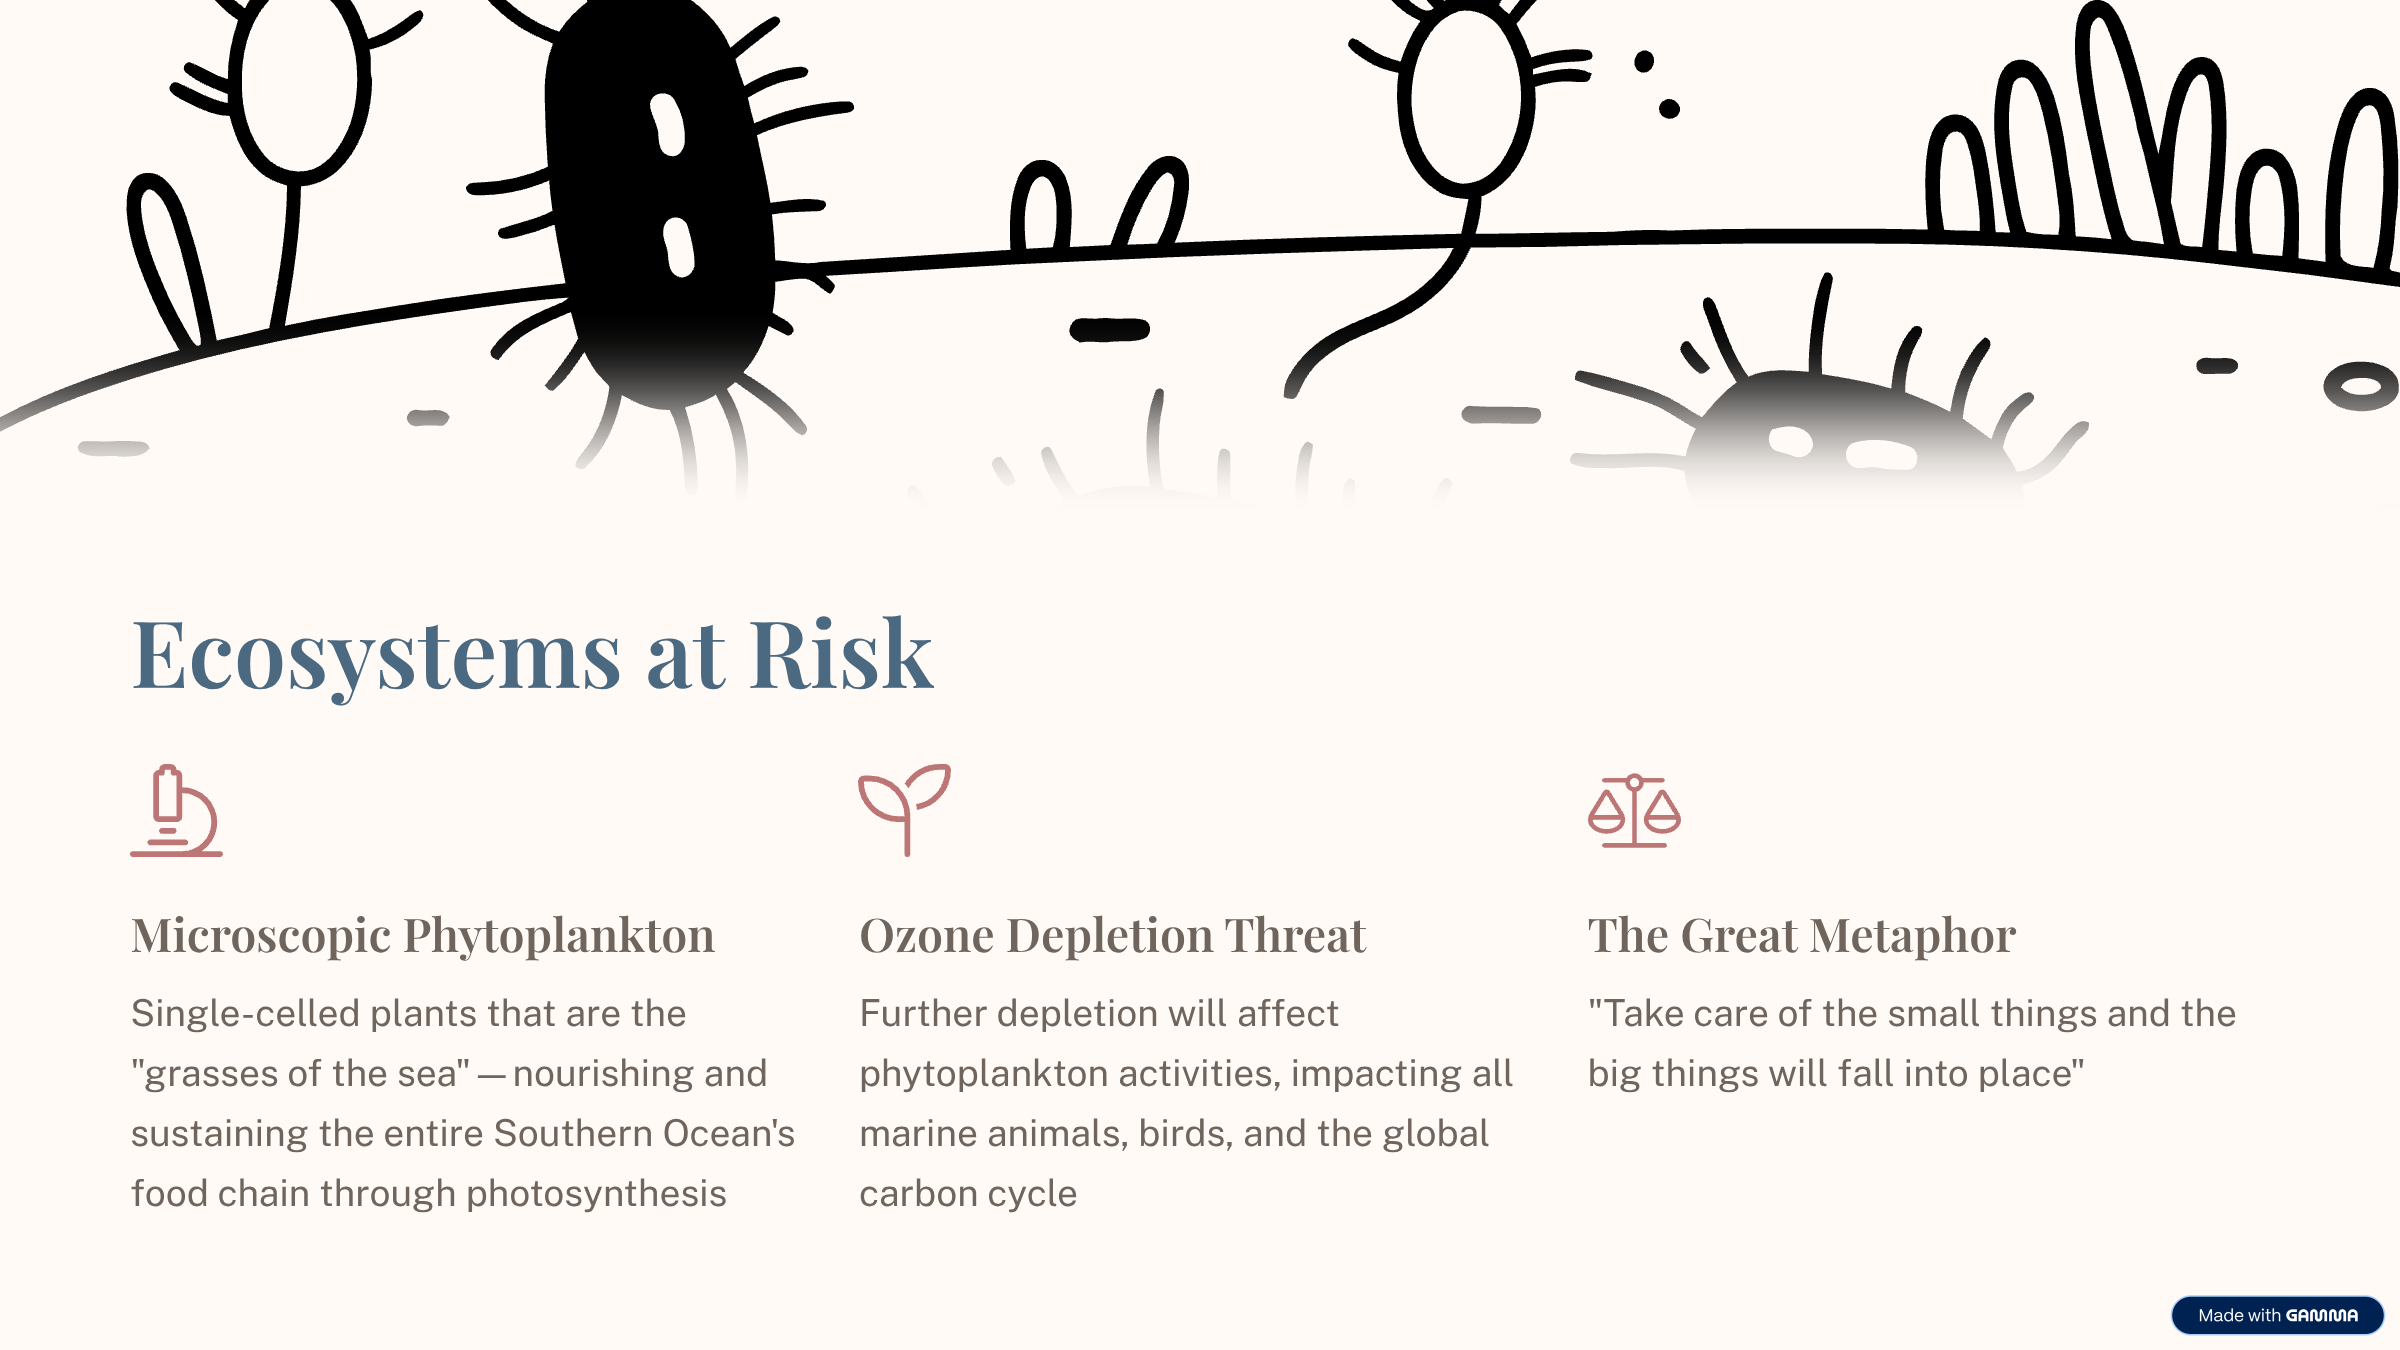 Ecosystems at Risk
Microscopic Phytoplankton
Single-celled plants that are the
"grasses of the sea"—nourishing and
sustaining the entire Southern Ocean's
food chain through photosynthesis
Ozone Depletion Threat
Further depletion will affect
phytoplankton activities, impacting all
marine animals, birds, and the global
carbon cycle
The Great Metaphor
"Take care of the small things and the
big things will fall into place"
Made with GAMMA